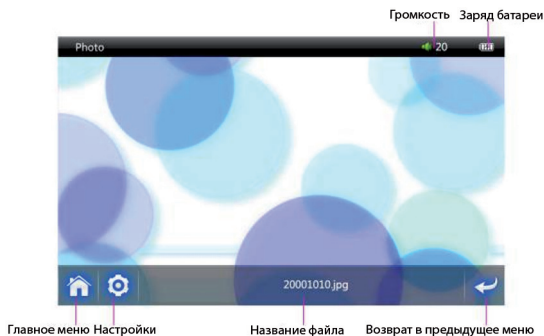 Громкость Заряд батареи
Photo 20
20001010.jpg
Главное меню Настройки Название файла Возврат в предыдущее меню